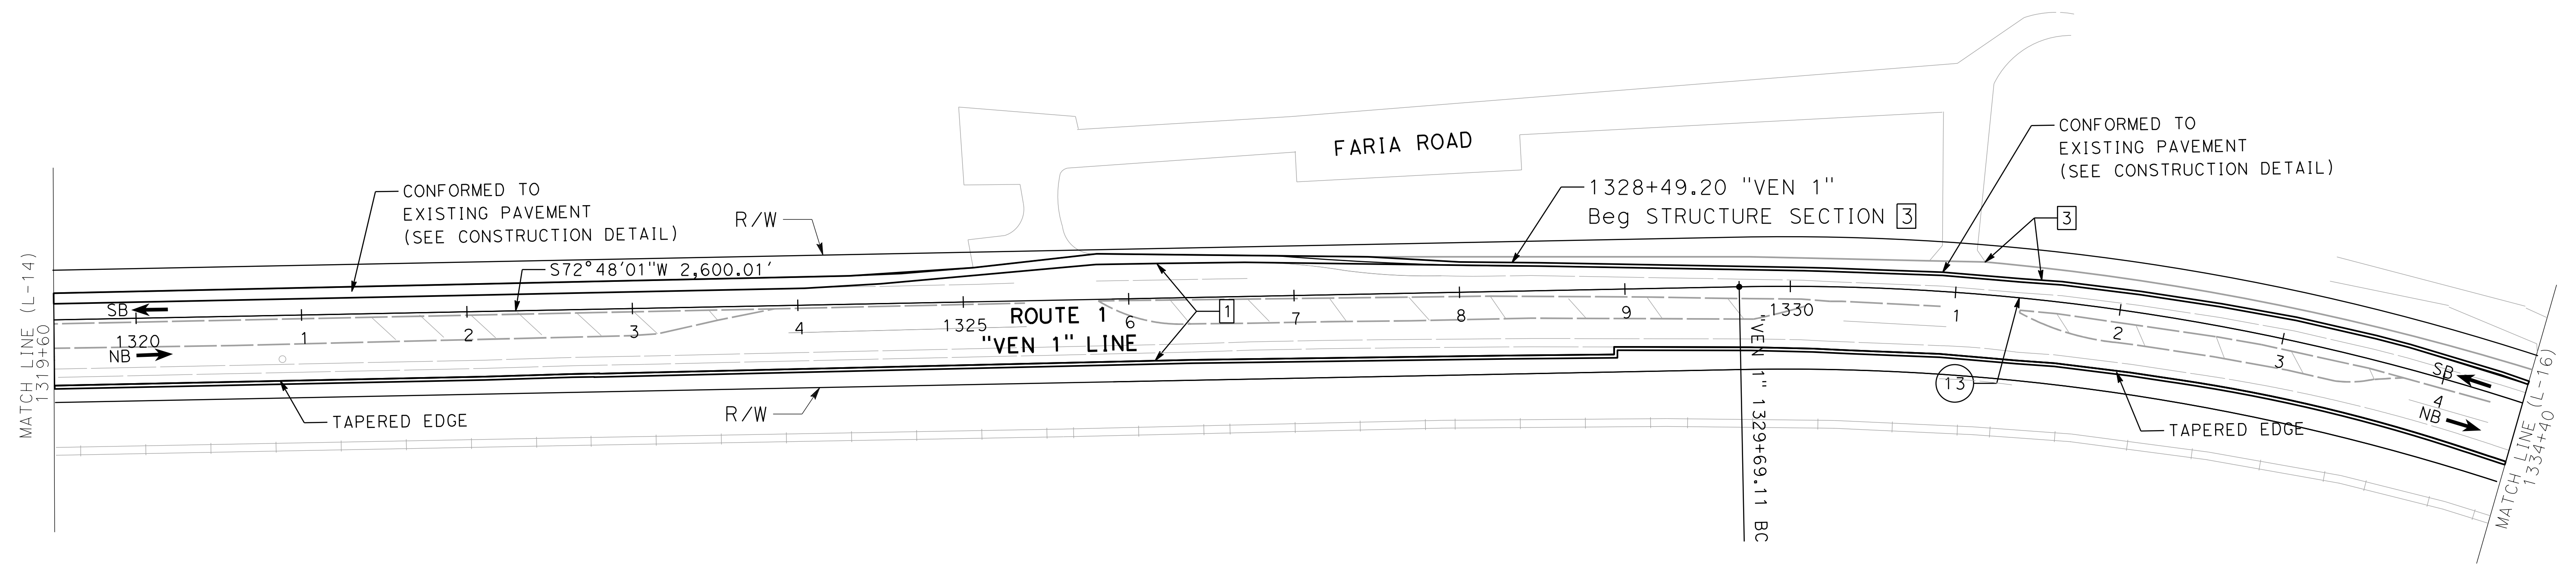 CONFORMED TO
EXISTING PAVEMENT
(SEE CONSTRUCTION DETAIL)
FARIA ROAD
CONFORMED TO
EXISTING PAVEMENT
(SEE CONSTRUCTION DETAIL)
1328+49.20 "VEN 1"
Beg STRUCTURE SECTION 3
R/W
3
S72°48'01"W 2,600.01'
MATCH LINE (L-14)
1319+60
SB
NB
1320
1
2
3
4
1325
6
7
8
9
1330
1
2
3
4
ROUTE 1
"VEN 1" LINE
1
"VEN 1" 1329+69.11 BC
13
SB
NB
TAPERED EDGE
R/W
TAPERED EDGE
MATCH LINE (L-16)
1334+40